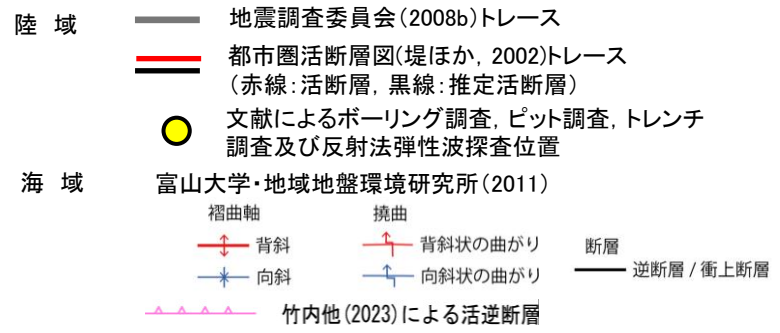 陸 域
地震調査委員会(2008b)トレース
都市圏活断層図(堤ほか, 2002)トレース
(赤線:活断層, 黒線:推定活断層)
文献によるボーリング調査, ピット調査, トレンチ
調査及び反射法弾性波探査位置
海 域 富山大学・地域地盤環境研究所(2011)
褶曲軸 撓曲
背斜 背斜状の曲がり 断層
向斜 向斜状の曲がり 逆断層 / 衝上断層
竹内他(2023)による活逆断層